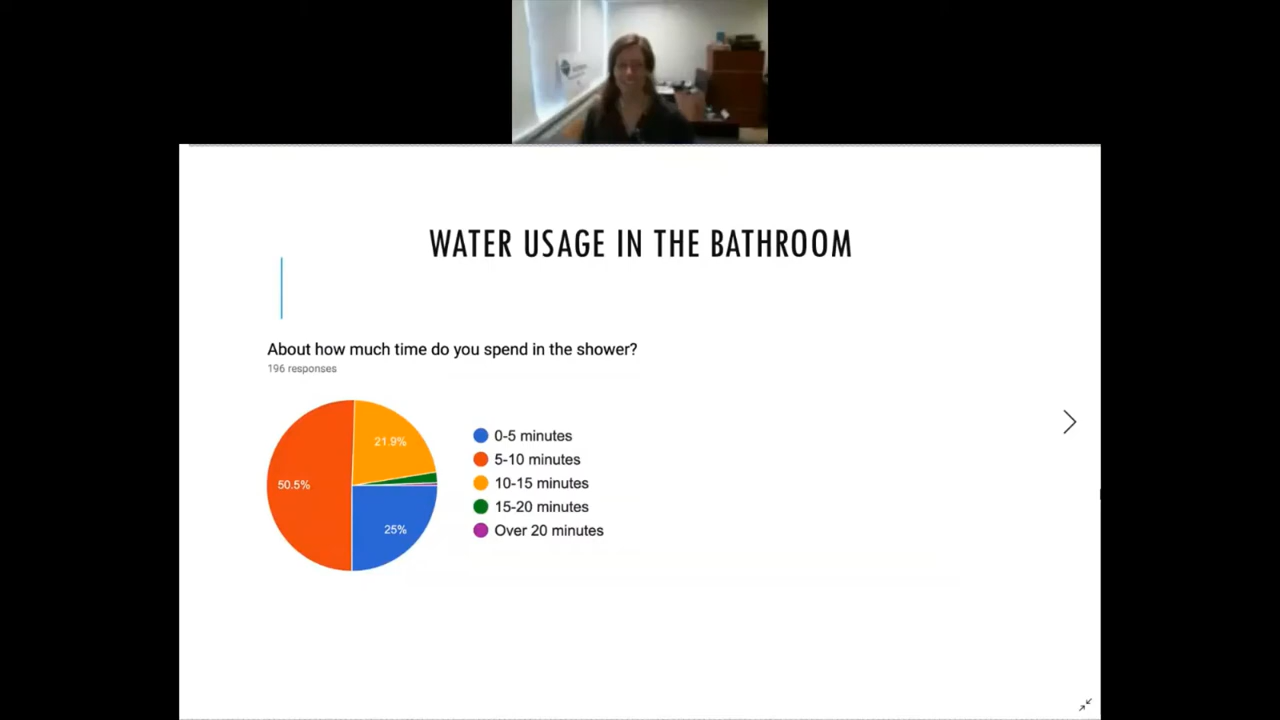 WATER USAGE IN THE BATHROOM
About how much time do you spend in the shower?
196 responses
21.9%
50.5%
25%
0-5 minutes
5-10 minutes
10-15 minutes
15-20 minutes
Over 20 minutes